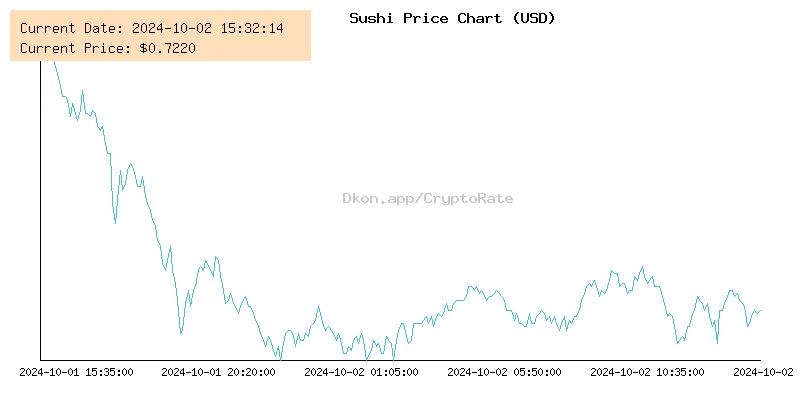 Sushi Price Chart (USD)
Current Date: 2024-10-02 15:32:14
Current Price: $0.7220
Dkon.app/CryptoRate
2024-10-01 15:35:00 2024-10-01 20:20:00 2024-10-02 01:05:00 2024-10-02 05:50:00 2024-10-02 10:35:00 2024-10-02